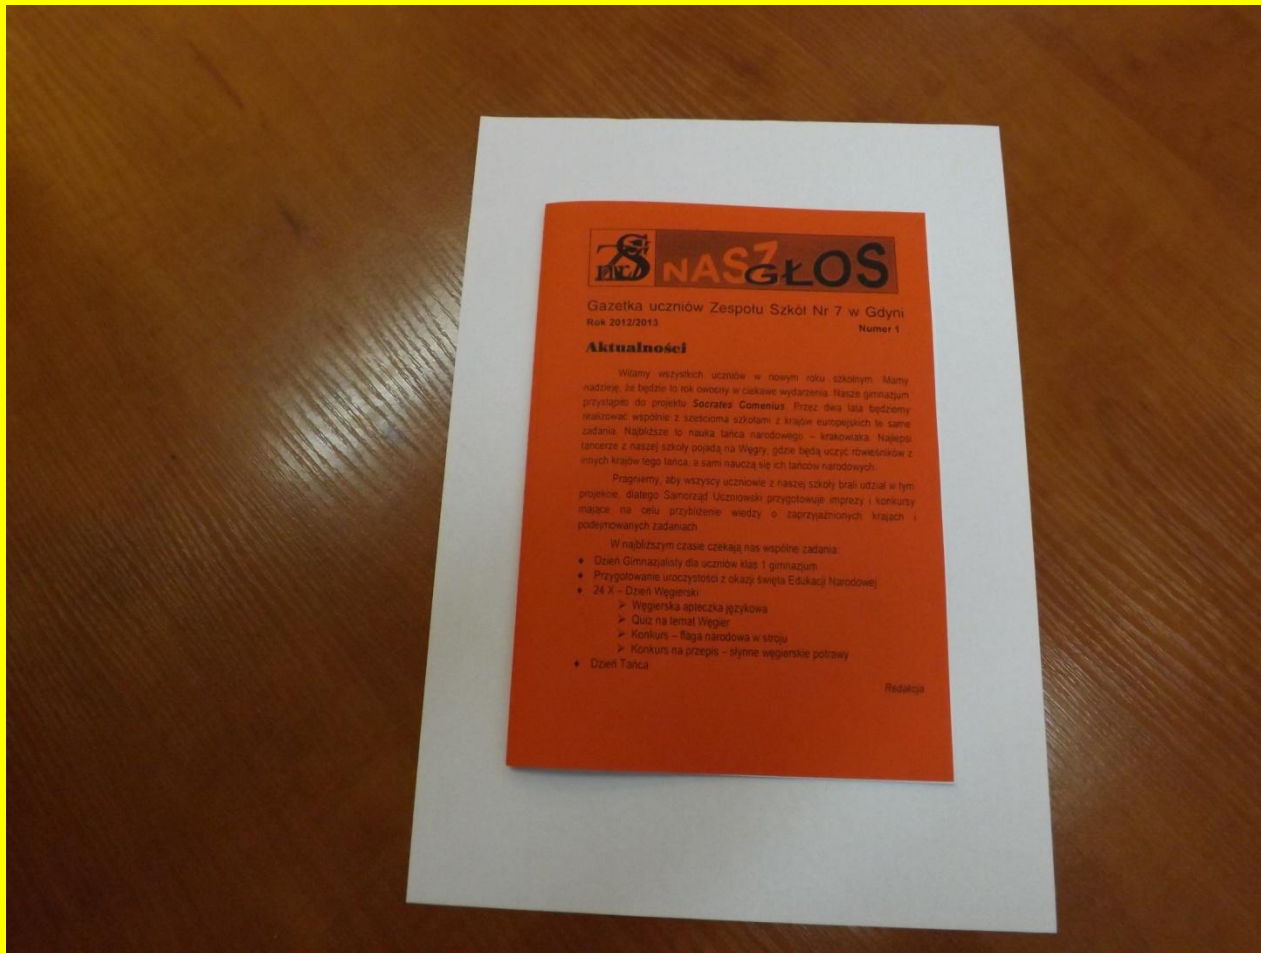 ZS nr 7 NASZ GŁOS
Gazetka uczniów Zespołu Szkół Nr 7 w Gdyni
Rok 2012/2013 Numer 1
Aktualności
Witamy wszystkich uczniów w nowym roku szkolnym. Mamy
nadzieję, że będzie to rok owocny w ciekawe wydarzenia. Nasze gimnazjum
przystąpiło do projektu Socrates Comenius. Przez dwa lata będziemy
realizować wspólnie z sześcioma szkołami z krajów europejskich te same
zadania. Najbliższe to nauka tańca narodowego – krakowiaka. Najlepsi
tancerze z naszej szkoły pojadą na Węgry, gdzie będą uczyć rówieśników z
innych krajów tego tańca, a sami nauczą się ich tańców narodowych.
Pragniemy, aby wszyscy uczniowie z naszej szkoły brali udział w tym
projekcie, dlatego Samorząd Uczniowski przygotowuje imprezy i konkursy
mające na celu przybliżenie wiedzy o zaprzyjaźnionych krajach i
podejmowanych zadaniach.
W najbliższym czasie czekają nas wspólne zadania:
♦ Dzień Gimnazjalisty dla uczniów klas 1 gimnazjum
♦ Przygotowanie uroczystości z okazji święta Edukacji Narodowej
♦ 24 X – Dzień Węgierski
➢ Węgierska apteczka językowa
➢ Quiz na temat Węgier
➢ Konkurs – flaga narodowa w stroju
➢ Konkurs na przepis – słynne węgierskie potrawy
♦ Dzień Tańca
Redakcja